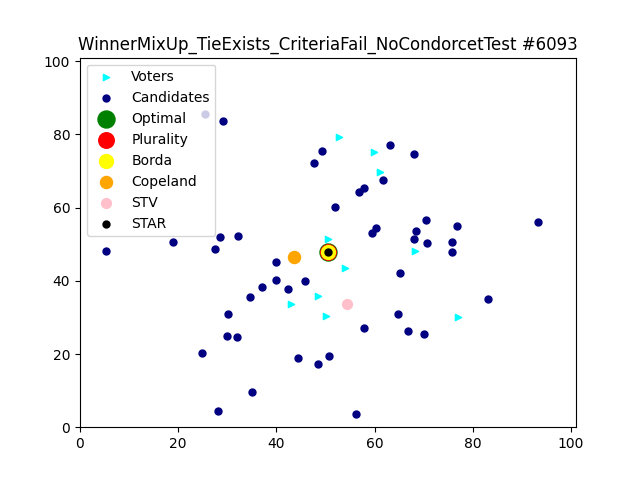 WinnerMixUp_TieExists_CriteriaFail_NoCondorcetTest #6093
100
80
60
40
20
0
Voters
Candidates
Optimal
Plurality
Borda
Copeland
STV
STAR
0 20 40 60 80 100